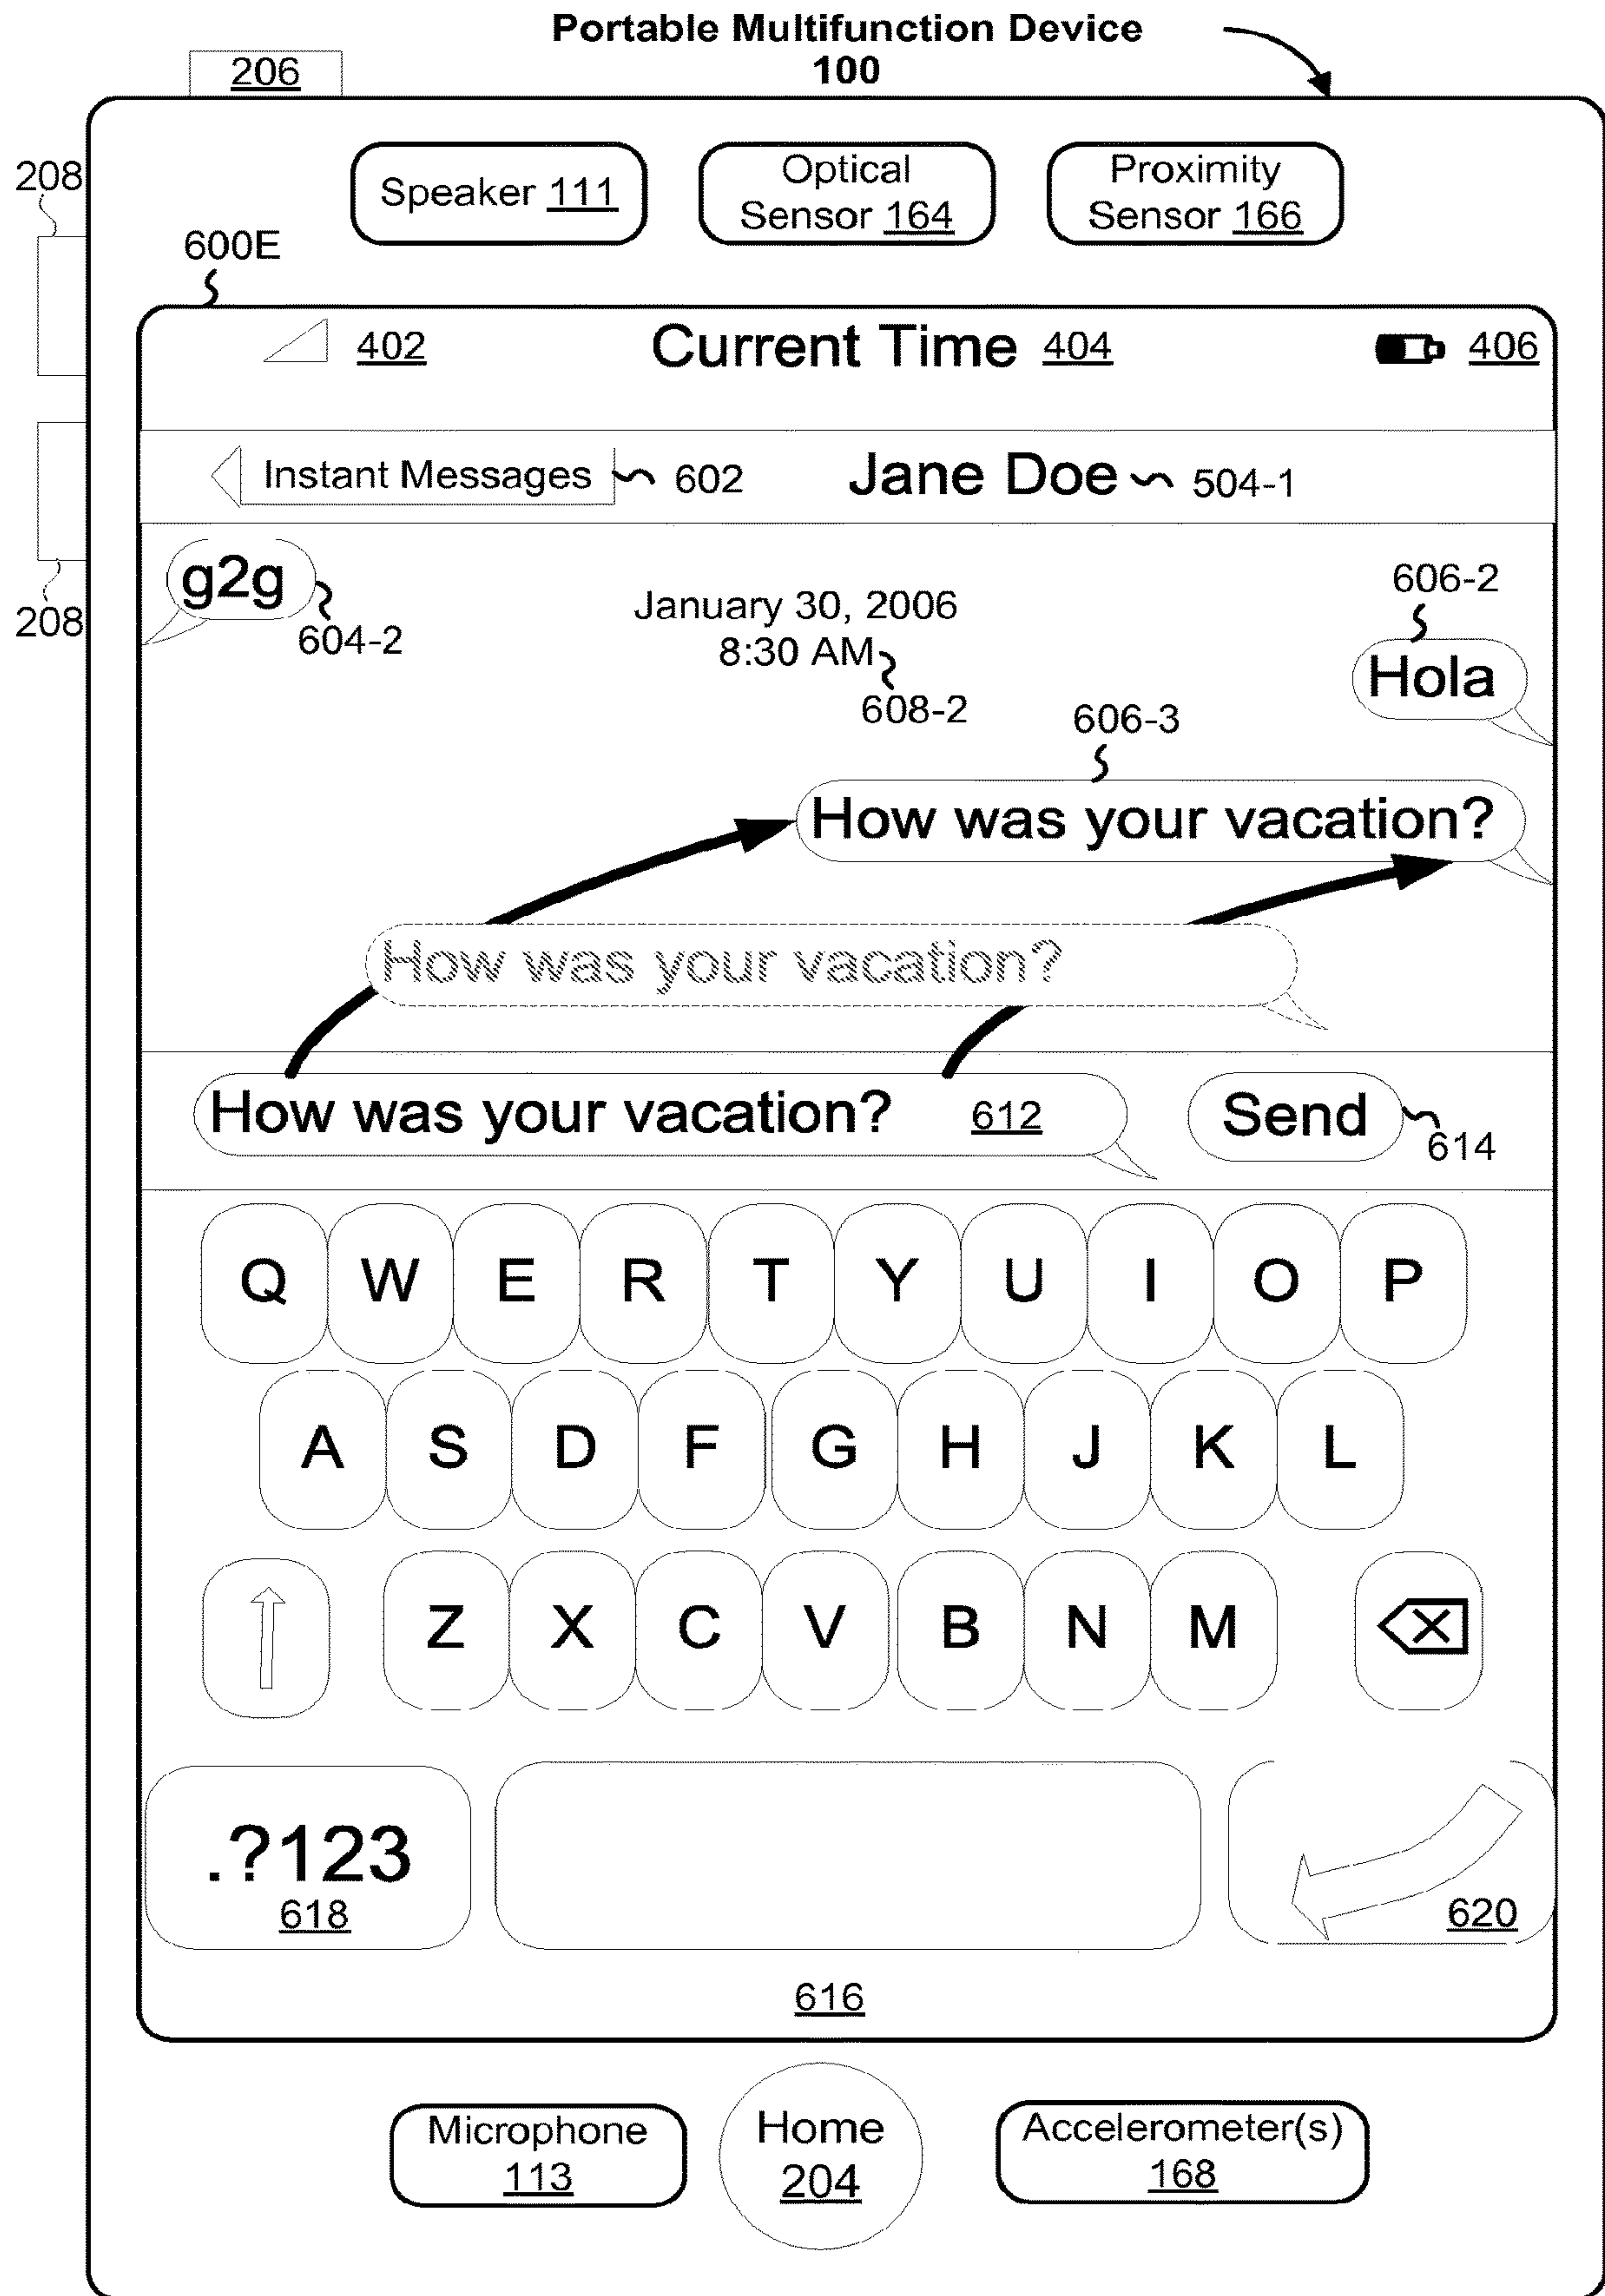 Portable Multifunction Device
100
206
208
Speaker 111
Optical
Sensor 164
Proximity
Sensor 166
600E
402
Current Time 404
406
Instant Messages
602
Jane Doe
504-1
g2g
604-2
208
January 30, 2006
8:30 AM
608-2
606-2
Hola
606-3
How was your vacation?
How was your vacation?
How was your vacation?
612
Send
614
Q W E R T Y U I O P
A S D F G H J K L
Z X C V B N M
.?123
618
620
616
Microphone
113
Home
204
Accelerometer(s)
168